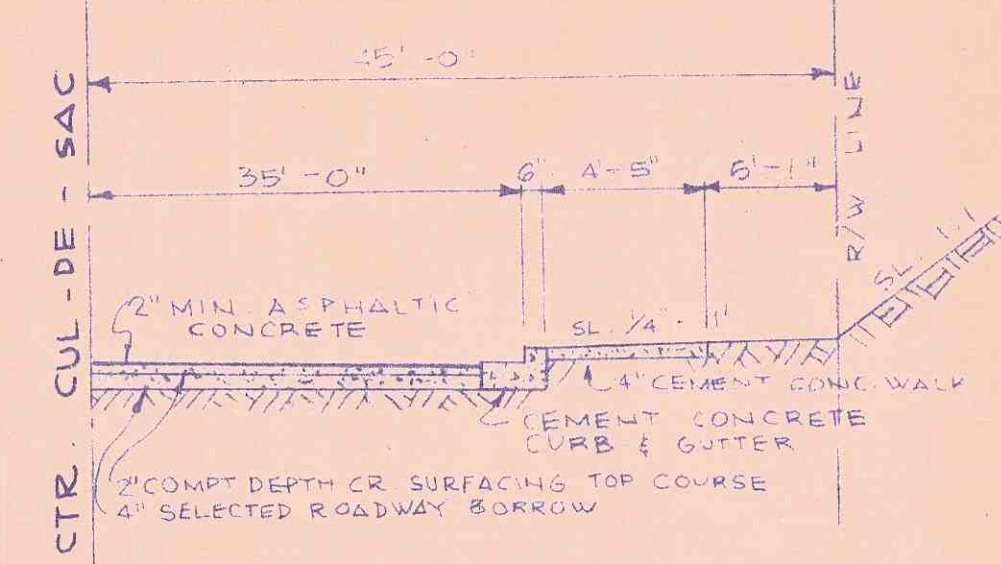 45'-0"
35'-0"
6"
4'-5"
5'-1"
CTR. CUL-DE-SAC
R/W LINE
SL. 1:1
2" MIN. ASPHALTIC
CONCRETE
SL. 1/4" - 1'
4" CEMENT CONC. WALK
CEMENT CONCRETE
CURB & GUTTER
2" COMPT DEPTH CR. SURFACING TOP COURSE
4" SELECTED ROADWAY BORROW